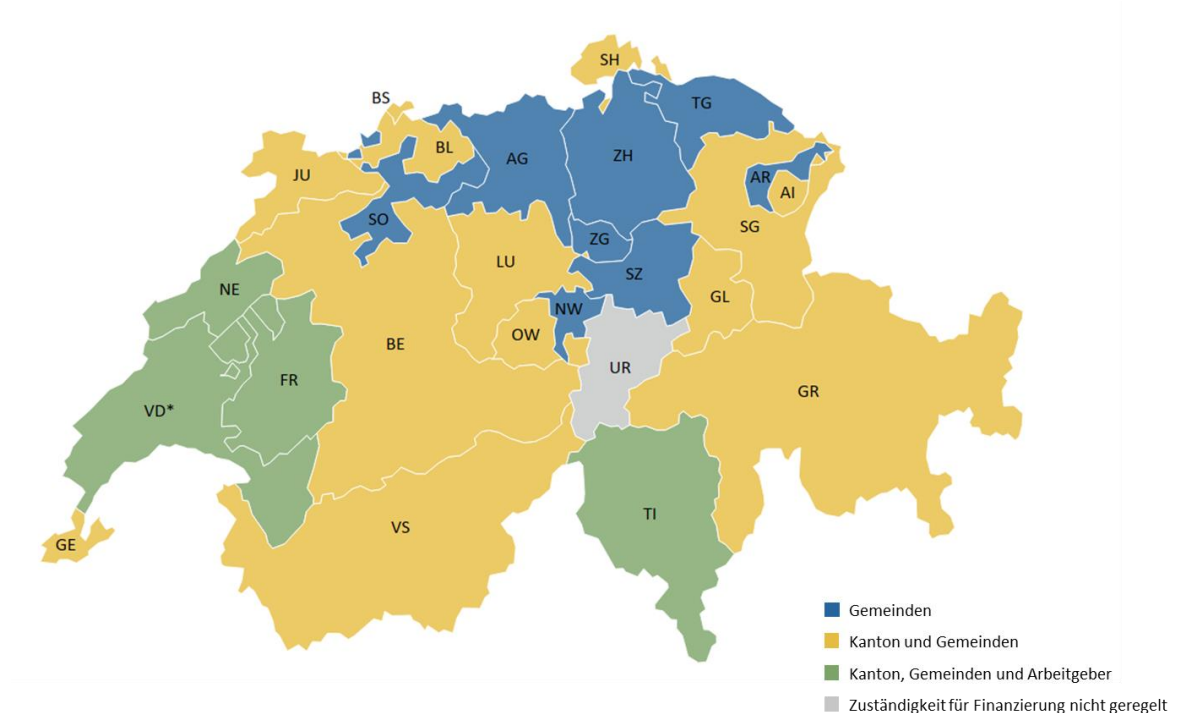 SH
BS
TG
BL
AG
ZH
JU
AR
AI
SO
SG
ZG
LU
SZ
NE
GL
NW
OW
BE
UR
FR
GR
VD*
TI
VS
GE
Gemeinden
Kanton und Gemeinden
Kanton, Gemeinden und Arbeitgeber
Zuständigkeit für Finanzierung nicht geregelt